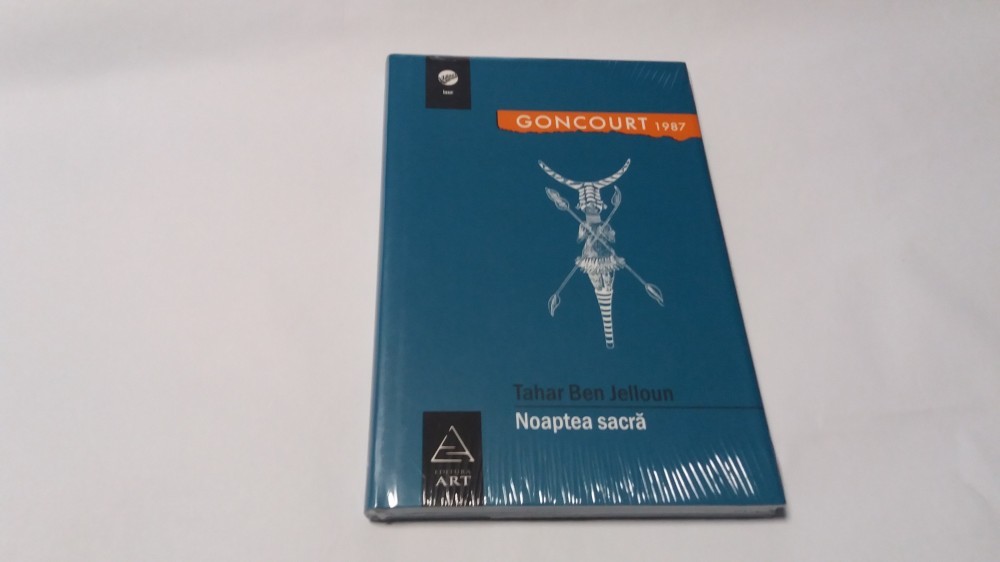 GONCOURT 1987
Tahar Ben Jelloun
Noaptea sacră
EDITURA
ART